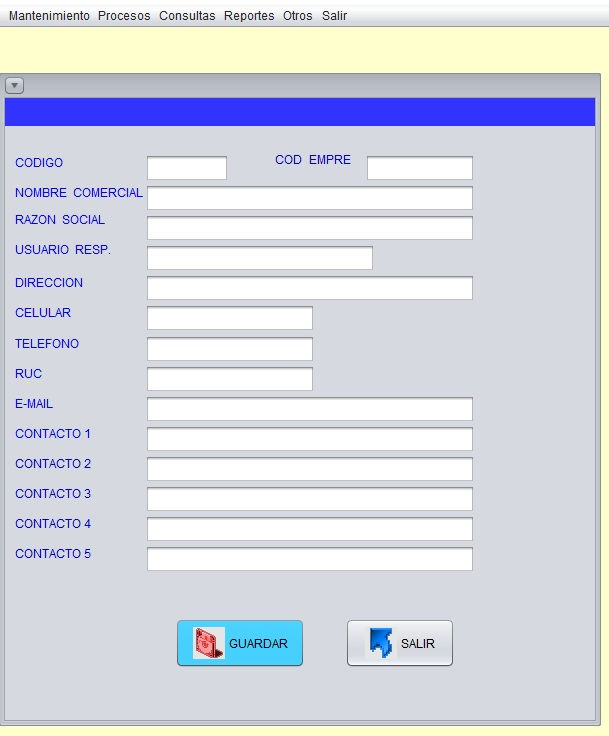 Mantenimiento Procesos Consultas Reportes Otros Salir
CODIGO COD EMPRE
NOMBRE COMERCIAL
RAZON SOCIAL
USUARIO RESP.
DIRECCION
CELULAR
TELEFONO
RUC
E-MAIL
CONTACTO 1
CONTACTO 2
CONTACTO 3
CONTACTO 4
CONTACTO 5
GUARDAR SALIR